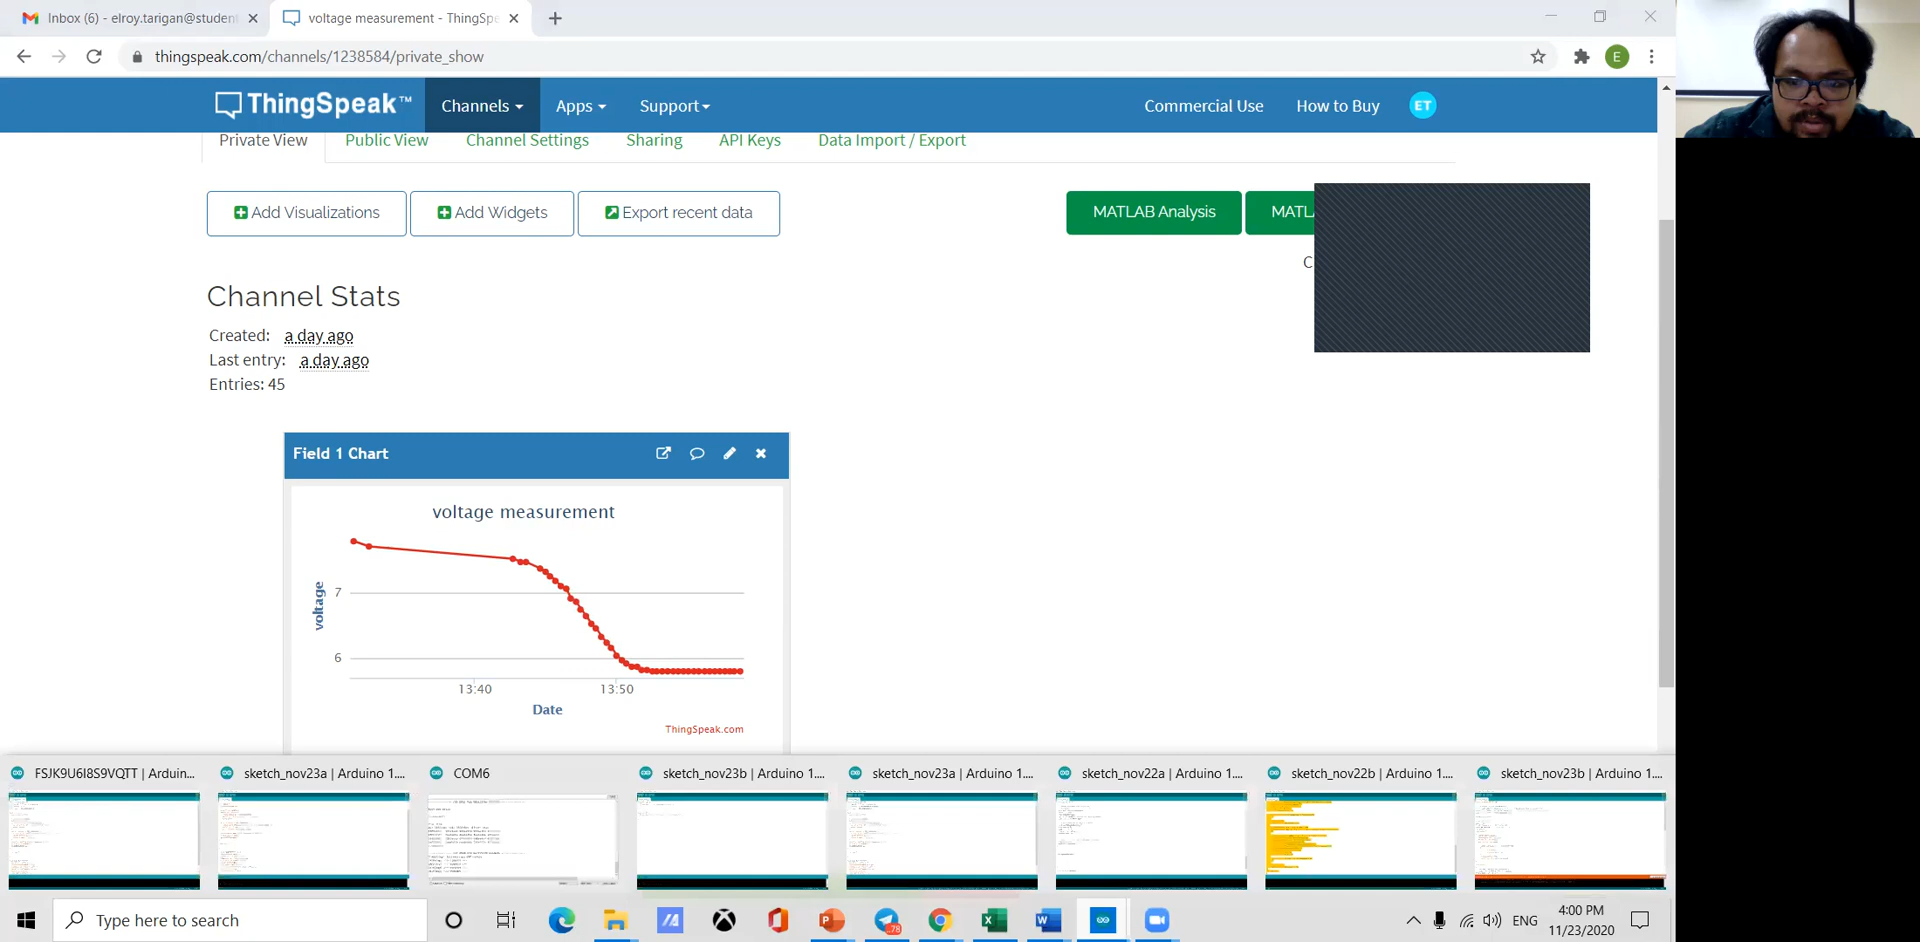 Inbox (6) - elroy.tarigan@studen
voltage measurement - ThingSpe
thingspeak.com/channels/1238584/private_show
E
ThingSpeak™
Channels
Apps
Support
Commercial Use
How to Buy
ET
Private View
Public View
Channel Settings
Sharing
API Keys
Data Import / Export
Add Visualizations
Add Widgets
Export recent data
MATLAB Analysis
MATLA
C
Channel Stats
Created: a day ago
Last entry: a day ago
Entries: 45
Field 1 Chart
voltage measurement
voltage
7
6
13:40
13:50
Date
ThingSpeak.com
FSJK9U6I8S9VQTT | Arduin...
sketch_nov23a | Arduino 1....
COM6
sketch_nov23b | Arduino 1....
sketch_nov23a | Arduino 1....
sketch_nov22a | Arduino 1....
sketch_nov22b | Arduino 1....
sketch_nov23b | Arduino 1....
Type here to search
78
ENG
4:00 PM
11/23/2020